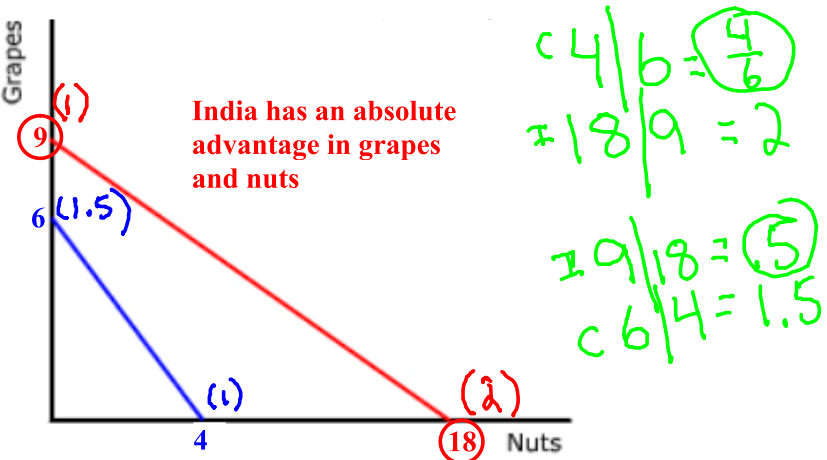 Grapes
(1)
9
India has an absolute
advantage in grapes
and nuts
6 (1.5)
(1)
(2)
4
18
Nuts
C 4 | 6 = 4/6
I 18 | 9 = 2
I 9 | 18 = .5
C 6 | 4 = 1.5